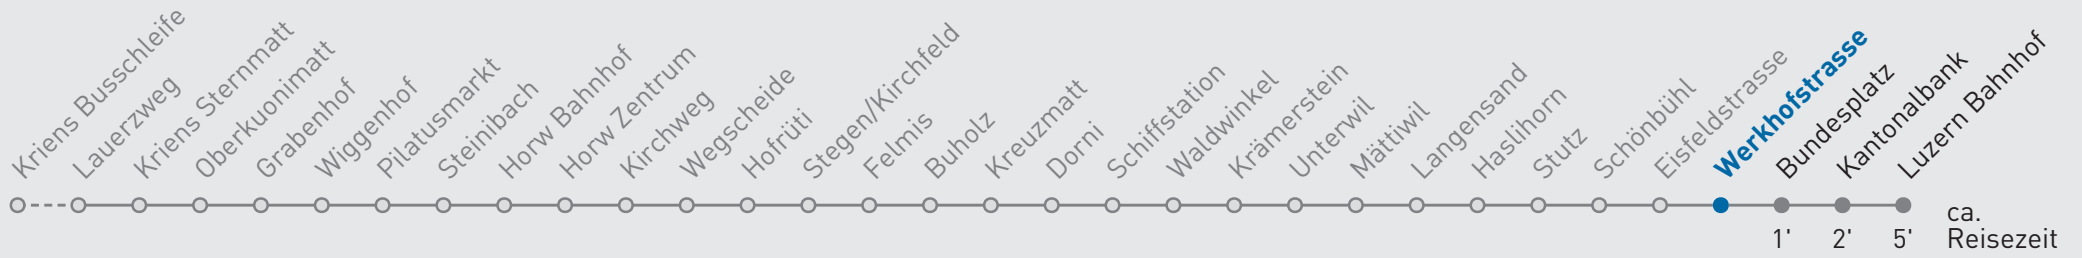 Kriens Busschleife
Lauerzweg
Kriens Sternmatt
Oberkuonimatt
Grabenhof
Wiggenhof
Pilatusmarkt
Steinibach
Horw Bahnhof
Horw Zentrum
Kirchweg
Wegscheide
Hofrüti
Stegen/Kirchfeld
Felmis
Buholz
Kreuzmatt
Dorni
Schiffstation
Waldwinkel
Krämerstein
Unterwil
Mättiwil
Langensand
Haslihorn
Stutz
Schönbühl
Eisfeldstrasse
Werkhofstrasse
Bundesplatz
Kantonalbank
Luzern Bahnhof
1' 2' 5'
ca.
Reisezeit